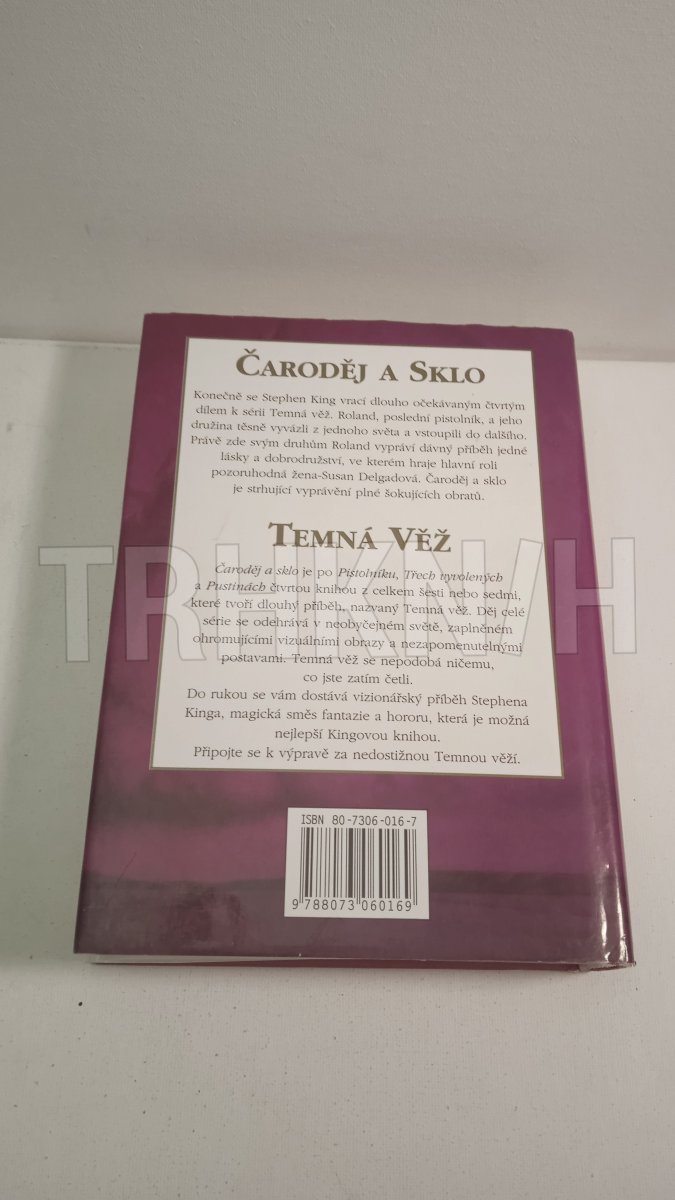 ČARODĚJ A SKLO
Konečně se Stephen King vrací dlouho očekávaným čtvrtým
dílem k sérii Temná věž. Roland, poslední pistolník, a jeho
družina těsně vyvázli z jednoho světa a vstoupili do dalšího.
Právě zde svým druhům Roland vypráví dávný příběh jedné
lásky a dobrodružství, ve kterém hraje hlavní roli
pozoruhodná žena-Susan Delgadová. Čaroděj a sklo
je strhující vyprávění plné šokujících obratů.
TEMNÁ VĚŽ
Čaroděj a sklo je po Pistolníku, Třech vyvolených
a Pustinách čtvrtou knihou z celkem šesti nebo sedmi,
které tvoří dlouhý příběh, nazvaný Temná věž. Děj celé
série se odehrává v neobyčejném světě, zaplněném
ohromujícími vizuálními obrazy a nezapomenutelnými
postavami. Temná věž se nepodobá ničemu,
co jste zatím četli.
Do rukou se vám dostává vizionářský příběh Stephena
Kinga, magická směs fantazie a hororu, která je možná
nejlepší Kingovou knihou.
Připojte se k výpravě za nedostižnou Temnou věží.
ISBN 80-7306-016-7
9 788073 060169